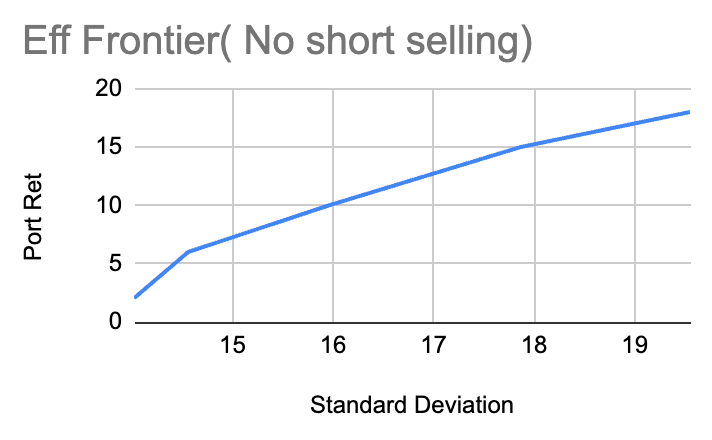 Eff Frontier( No short selling)
20
15
10
5
0
Port Ret
15 16 17 18 19
Standard Deviation